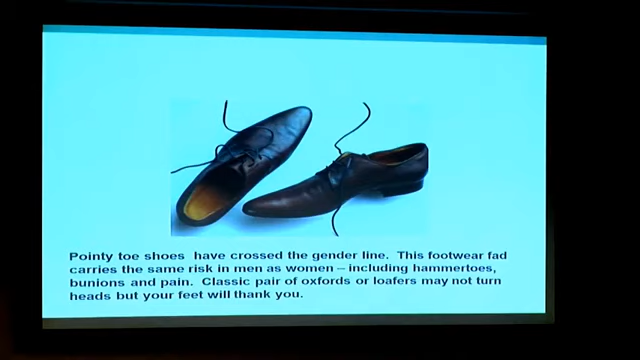 Pointy toe shoes have crossed the gender line. This footwear fad
carries the same risk in men as women – including hammertoes,
bunions and pain. Classic pair of oxfords or loafers may not turn
heads but your feet will thank you.